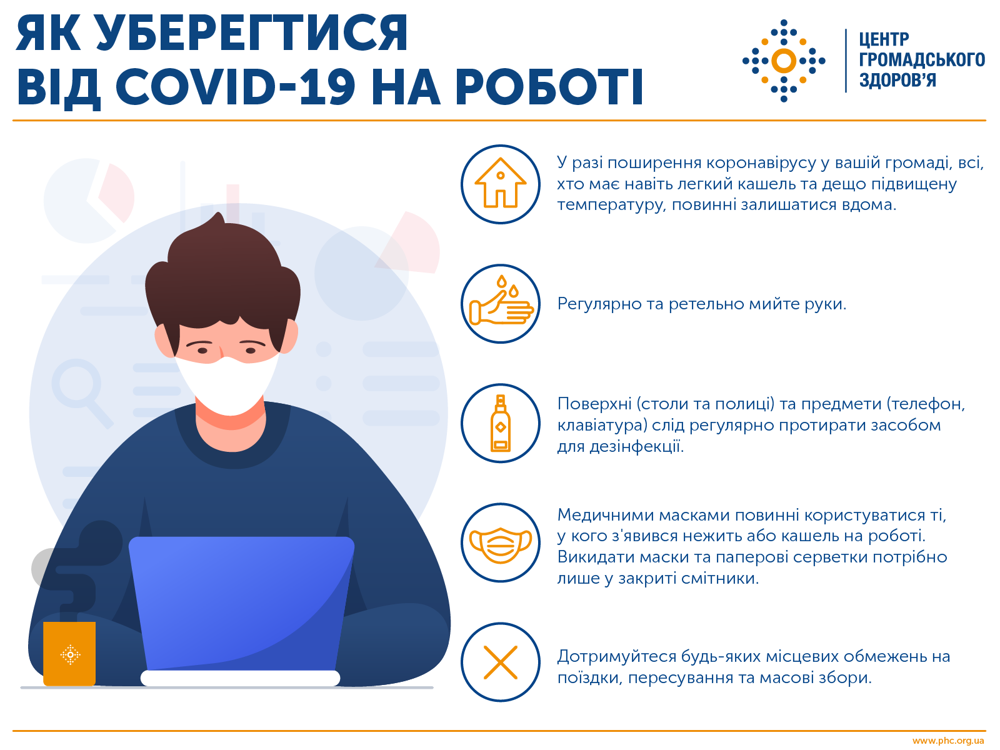 ЯК УБЕРЕГТИСЯ
ВІД COVID-19 НА РОБОТІ
ЦЕНТР
ГРОМАДСЬКОГО
ЗДОРОВ’Я
У разі поширення коронавірусу у вашій громаді, всі,
хто має навіть легкий кашель та дещо підвищену
температуру, повинні залишатися вдома.
Регулярно та ретельно мийте руки.
Поверхні (столи та полиці) та предмети (телефон,
клавіатура) слід регулярно протирати засобом
для дезінфекції.
Медичними масками повинні користуватися ті,
у кого з'явився нежить або кашель на роботі.
Викидати маски та паперові серветки потрібно
лише у закриті смітники.
Дотримуйтеся будь-яких місцевих обмежень на
поїздки, пересування та масові збори.
www.phc.org.ua